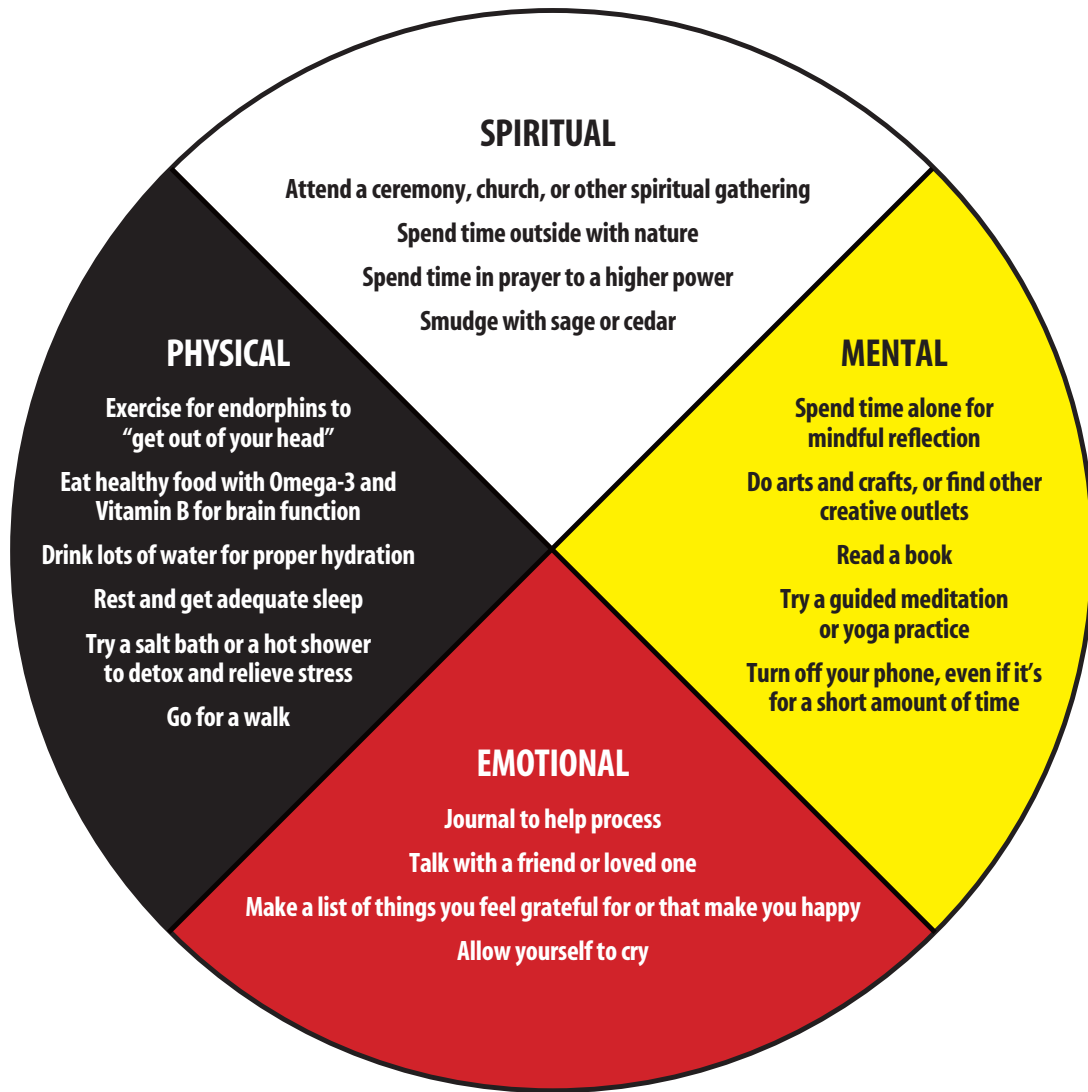 SPIRITUAL
Attend a ceremony, church, or other spiritual gathering
Spend time outside with nature
Spend time in prayer to a higher power
Smudge with sage or cedar
PHYSICAL
Exercise for endorphins to
“get out of your head”
Eat healthy food with Omega-3 and
Vitamin B for brain function
Drink lots of water for proper hydration
Rest and get adequate sleep
Try a salt bath or a hot shower
to detox and relieve stress
Go for a walk
MENTAL
Spend time alone for
mindful reflection
Do arts and crafts, or find other
creative outlets
Read a book
Try a guided meditation
or yoga practice
Turn off your phone, even if it’s
for a short amount of time
EMOTIONAL
Journal to help process
Talk with a friend or loved one
Make a list of things you feel grateful for or that make you happy
Allow yourself to cry